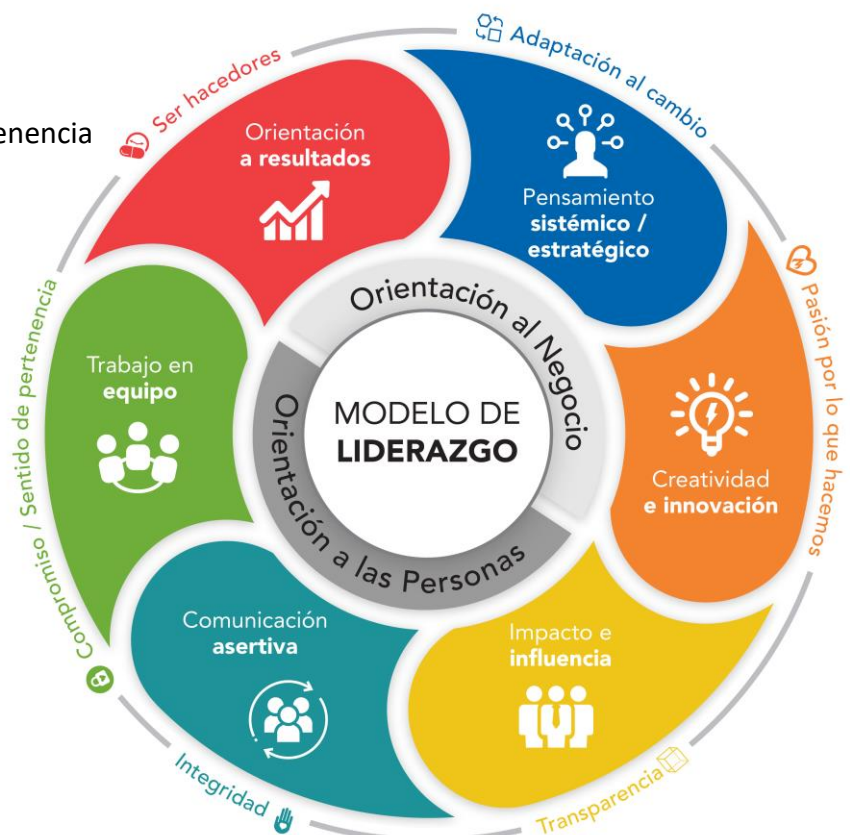 enencia
Ser hacedores
Adaptación al cambio
Pasión por lo que hacemos
Transparencia
Integridad
Compromiso / Sentido de pertenencia
Orientación
a resultados
Pensamiento
sistémico /
estratégico
Creatividad
e innovación
Impacto e
influencia
Comunicación
asertiva
Trabajo en
equipo
Orientación al Negocio
Orientación a las Personas
MODELO DE
LIDERAZGO